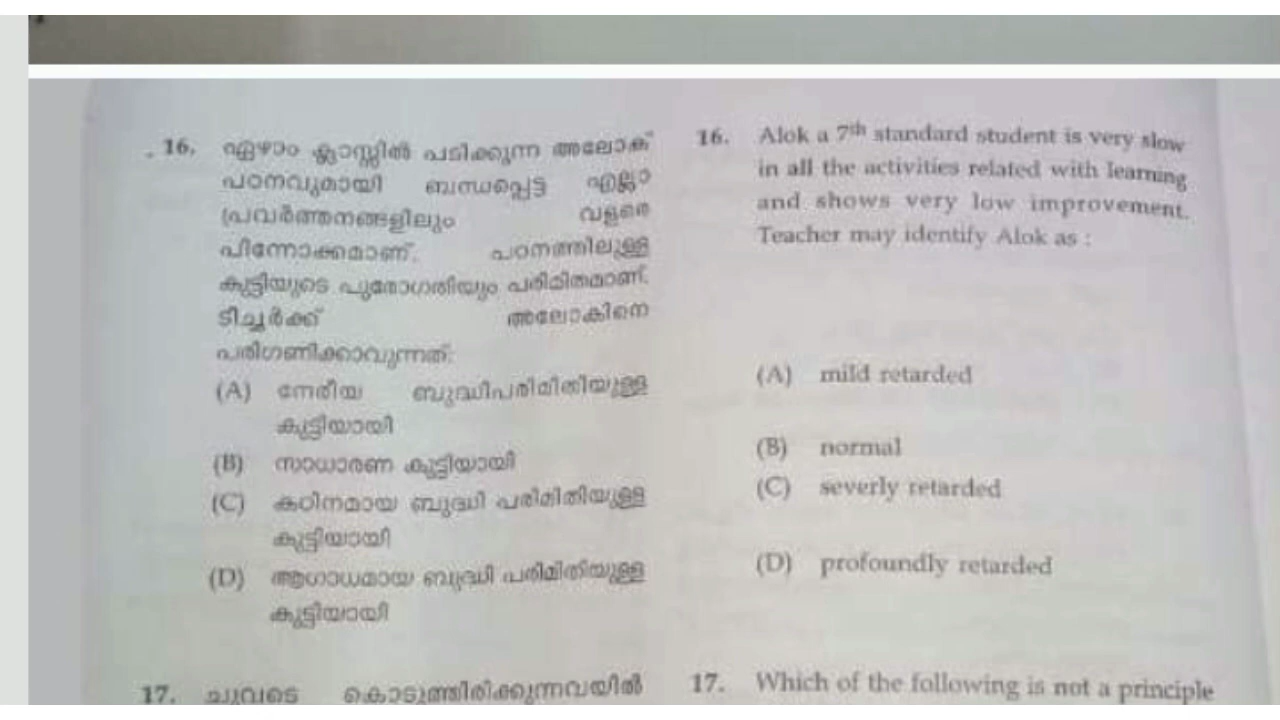 16. ഏഴാം ക്ലാസ്സിൽ പഠിക്കുന്ന അലോക്
പഠനവുമായി ബന്ധപ്പെട്ട എല്ലാ
പ്രവർത്തനങ്ങളിലും വളരെ
പിന്നോക്കമാണ്. പഠനത്തിലുള്ള
കുട്ടിയുടെ പുരോഗതിയും പരിമിതമാണ്.
ടീച്ചർക്ക് അലോകിനെ
പരിഗണിക്കാവുന്നത്:
(A) നേരിയ ബുദ്ധിപരിമിതിയുള്ള
കുട്ടിയായി
(B) സാധാരണ കുട്ടിയായി
(C) കഠിനമായ ബുദ്ധി പരിമിതിയുള്ള
കുട്ടിയായി
(D) ആഗാധമായ ബുദ്ധി പരിമിതിയുള്ള
കുട്ടിയായി
17. ചുവടെ കൊടുത്തിരിക്കുന്നവയിൽ
16. Alok a 7th standard student is very slow
in all the activities related with learning
and shows very low improvement.
Teacher may identify Alok as :
(A) mild retarded
(B) normal
(C) severly retarded
(D) profoundly retarded
17. Which of the following is not a principle